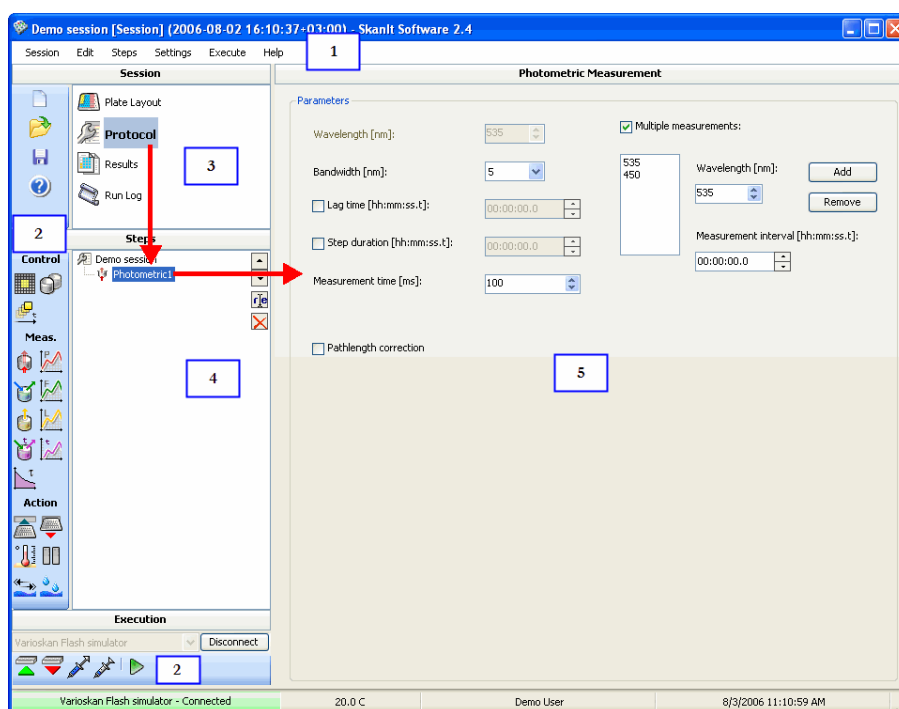 Demo session [Session] (2006-08-02 16:10:37+03:00) - SkanIt Software 2.4
Session Edit Steps Settings Execute Help
1
Session
Photometric Measurement
Plate Layout
Protocol
Results
Run Log
3
2
Steps
Demo session
Photometric1
4
Control
Meas.
F
F
L
t
τ
Action
Execution
Varioskan Flash simulator
Disconnect
2
Parameters
Wavelength [nm]:
535
Bandwidth [nm]:
5
Lag time [hh:mm:ss.t]:
00:00:00.0
Step duration [hh:mm:ss.t]:
00:00:00.0
Measurement time [ms]:
100
Pathlength correction
Multiple measurements:
535
450
Wavelength [nm]:
535
Add
Remove
Measurement interval [hh:mm:ss.t]:
00:00:00.0
5
Varioskan Flash simulator - Connected
20.0 C
Demo User
8/3/2006 11:10:59 AM